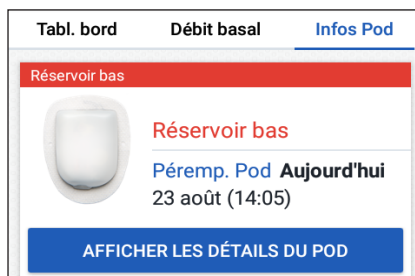 Tabl. bord Débit basal Infos Pod
Réservoir bas
Réservoir bas
Péremp. Pod Aujourd'hui
23 août (14:05)
AFFICHER LES DÉTAILS DU POD